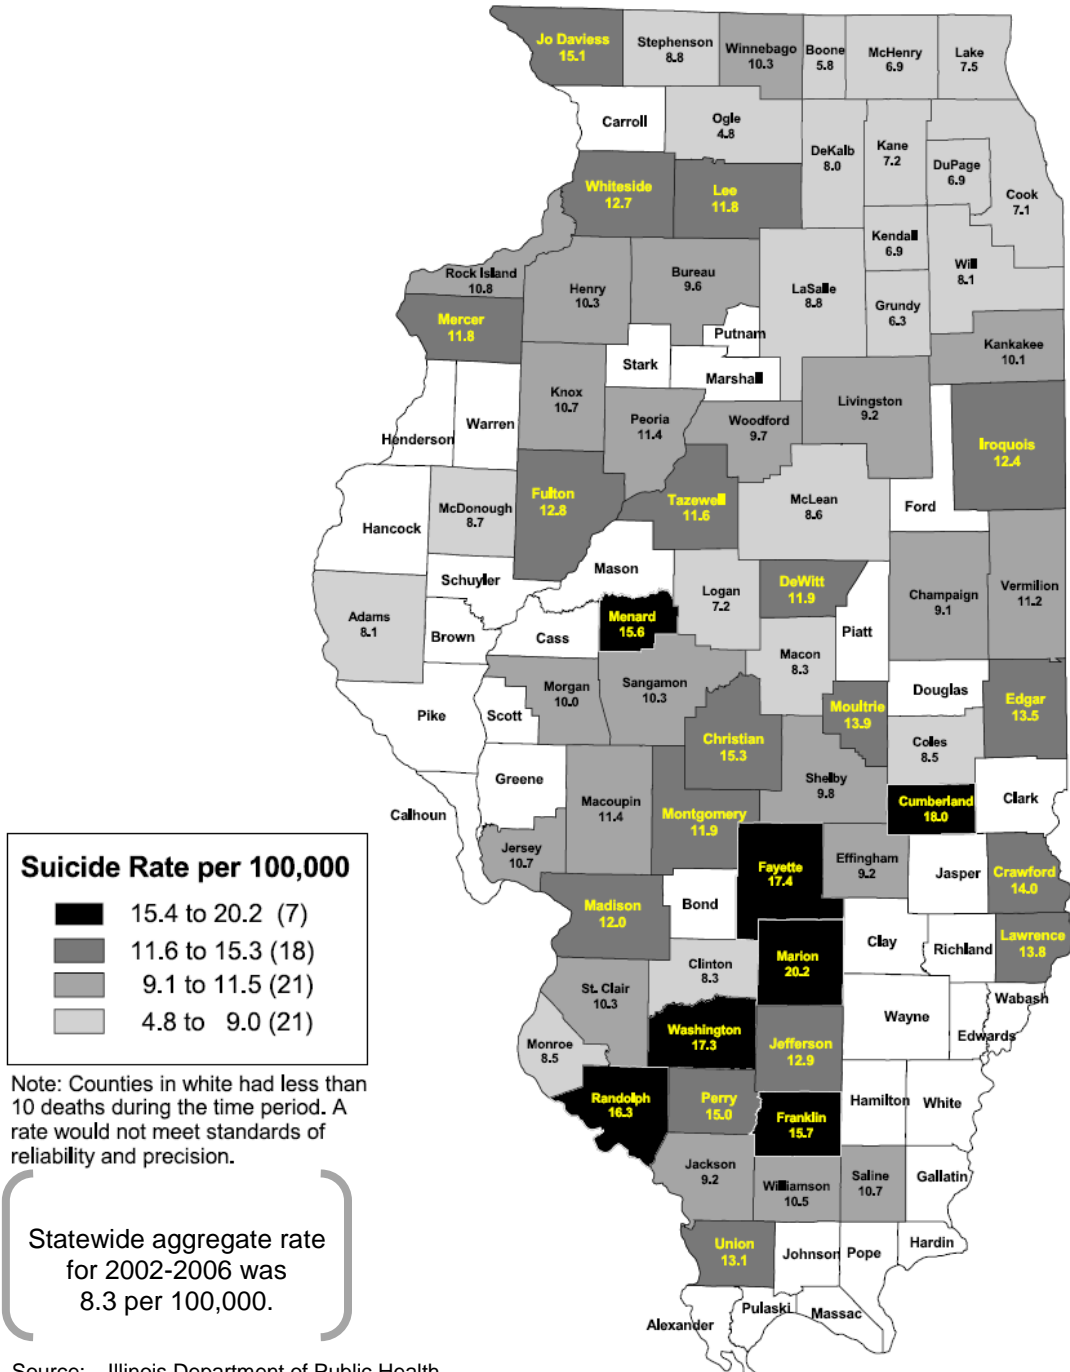 Jo Daviess
15.1
Stephenson
8.8
Winnebago
10.3
Boone
5.8
McHenry
6.9
Lake
7.5
Carroll
Ogle
4.8
DeKalb
8.0
Kane
7.2
DuPage
6.9
Cook
7.1
Whiteside
12.7
Lee
11.8
Kendall
6.9
Will
8.1
Rock Island
10.8
Henry
10.3
Bureau
9.6
LaSalle
8.8
Grundy
6.3
Mercer
11.8
Putnam
Kankakee
10.1
Stark
Marshall
Knox
10.7
Livingston
9.2
Warren
Henderson
Peoria
11.4
Woodford
9.7
Iroquois
12.4
Fulton
12.8
Tazewell
11.6
McLean
8.6
Ford
McDonough
8.7
Hancock
Mason
Schuyler
DeWitt
11.9
Champaign
9.1
Vermilion
11.2
Logan
7.2
Adams
8.1
Menard
15.6
Brown
Cass
Piatt
Macon
8.3
Morgan
10.0
Sangamon
10.3
Douglas
Moultrie
13.9
Edgar
13.5
Pike
Scott
Christian
15.3
Coles
8.5
Greene
Shelby
9.8
Cumberland
18.0
Clark
Calhoun
Macoupin
11.4
Montgomery
11.9
Jersey
10.7
Fayette
17.4
Effingham
9.2
Jasper
Crawford
14.0
Suicide Rate per 100,000
15.4 to 20.2 (7)
11.6 to 15.3 (18)
9.1 to 11.5 (21)
4.8 to 9.0 (21)
Madison
12.0
Bond
Clay
Richland
Lawrence
13.8
Marion
20.2
Clinton
8.3
St. Clair
10.3
Wabash
Wayne
Edwards
Washington
17.3
Jefferson
12.9
Monroe
8.5
Note: Counties in white had less than
10 deaths during the time period. A
rate would not meet standards of
reliability and precision.
Randolph
16.3
Perry
15.0
Franklin
15.7
Hamilton
White
Jackson
9.2
Williamson
10.5
Saline
10.7
Gallatin
Statewide aggregate rate
for 2002-2006 was
8.3 per 100,000.
Union
13.1
Johnson
Pope
Hardin
Alexander
Pulaski
Massac
Source: Illinois Department of Public Health